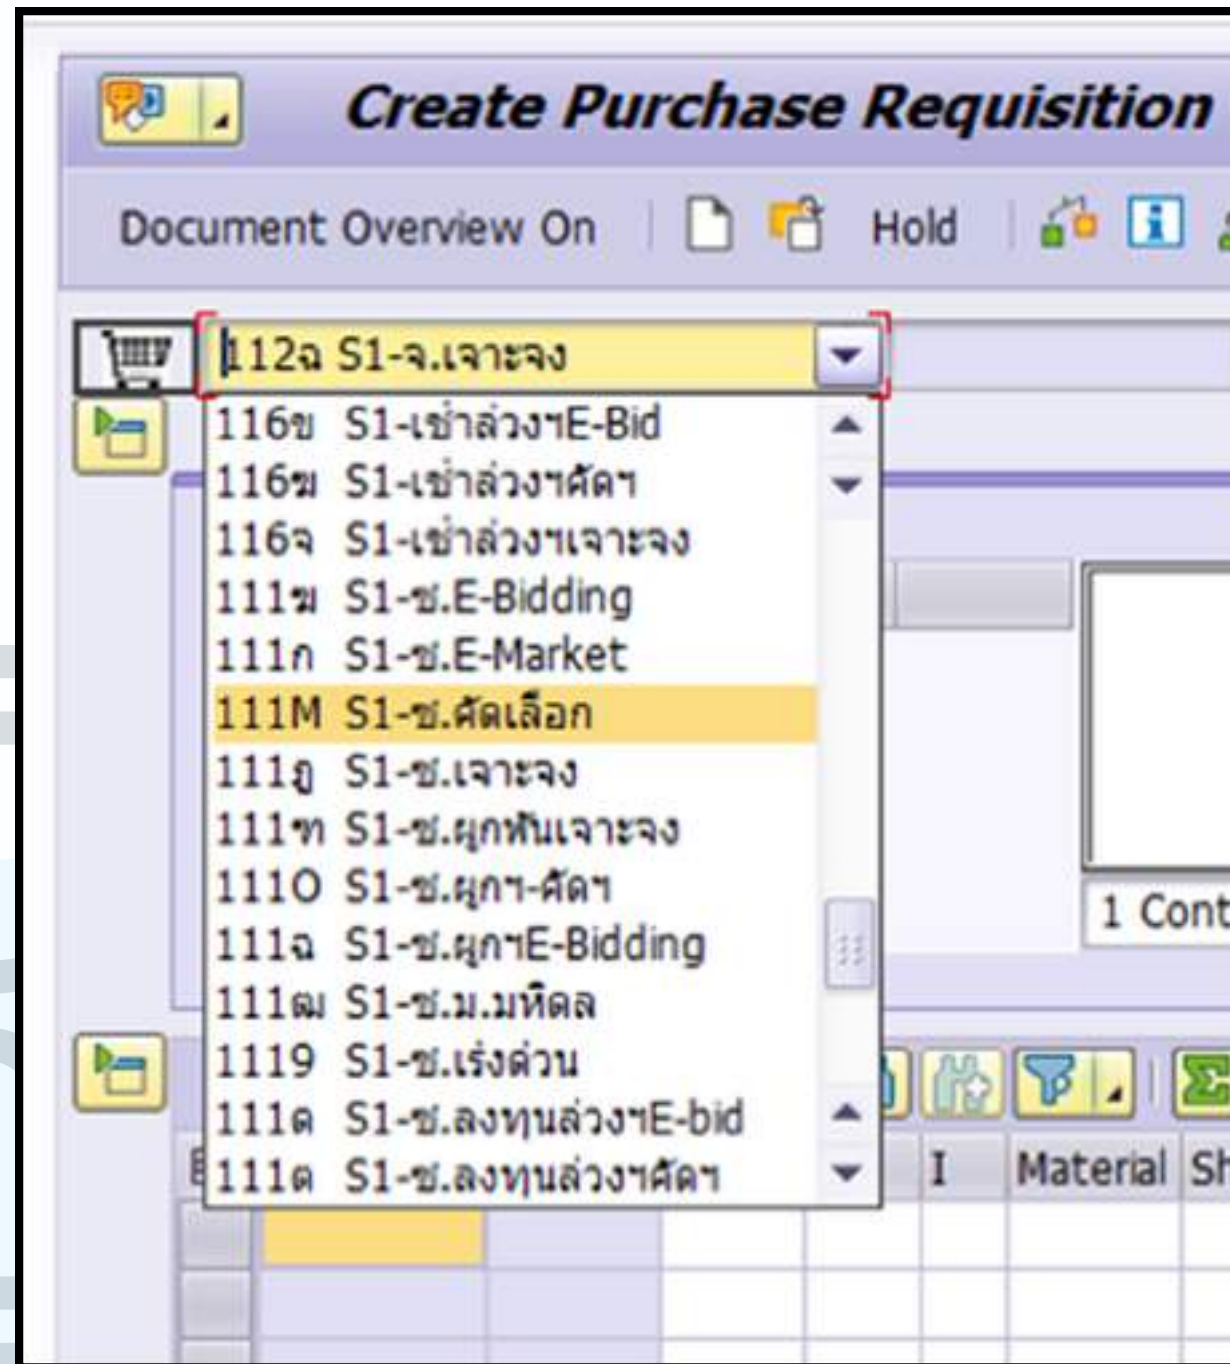 Create Purchase Requisition
Document Overview On Hold
112ฉ S1-จ.เจาะจง
116ข S1-เช่าล่วงฯE-Bid
116ฆ S1-เช่าล่วงฯคัดฯ
116จ S1-เช่าล่วงฯเจาะจง
111ฆ S1-ซ.E-Bidding
111ก S1-ซ.E-Market
111M S1-ซ.คัดเลือก
111ฎ S1-ซ.เจาะจง
111ฑ S1-ซ.ผูกพันเจาะจง
111O S1-ซ.ผูกฯ-คัดฯ
1 Cont
111ฉ S1-ซ.ผูกฯE-Bidding
111ฒ S1-ซ.ม.มหิดล
1119 S1-ซ.เร่งด่วน
111ด S1-ซ.ลงทุนล่วงฯE-bid
111ต S1-ซ.ลงทุนล่วงฯคัดฯ
I Material Sh